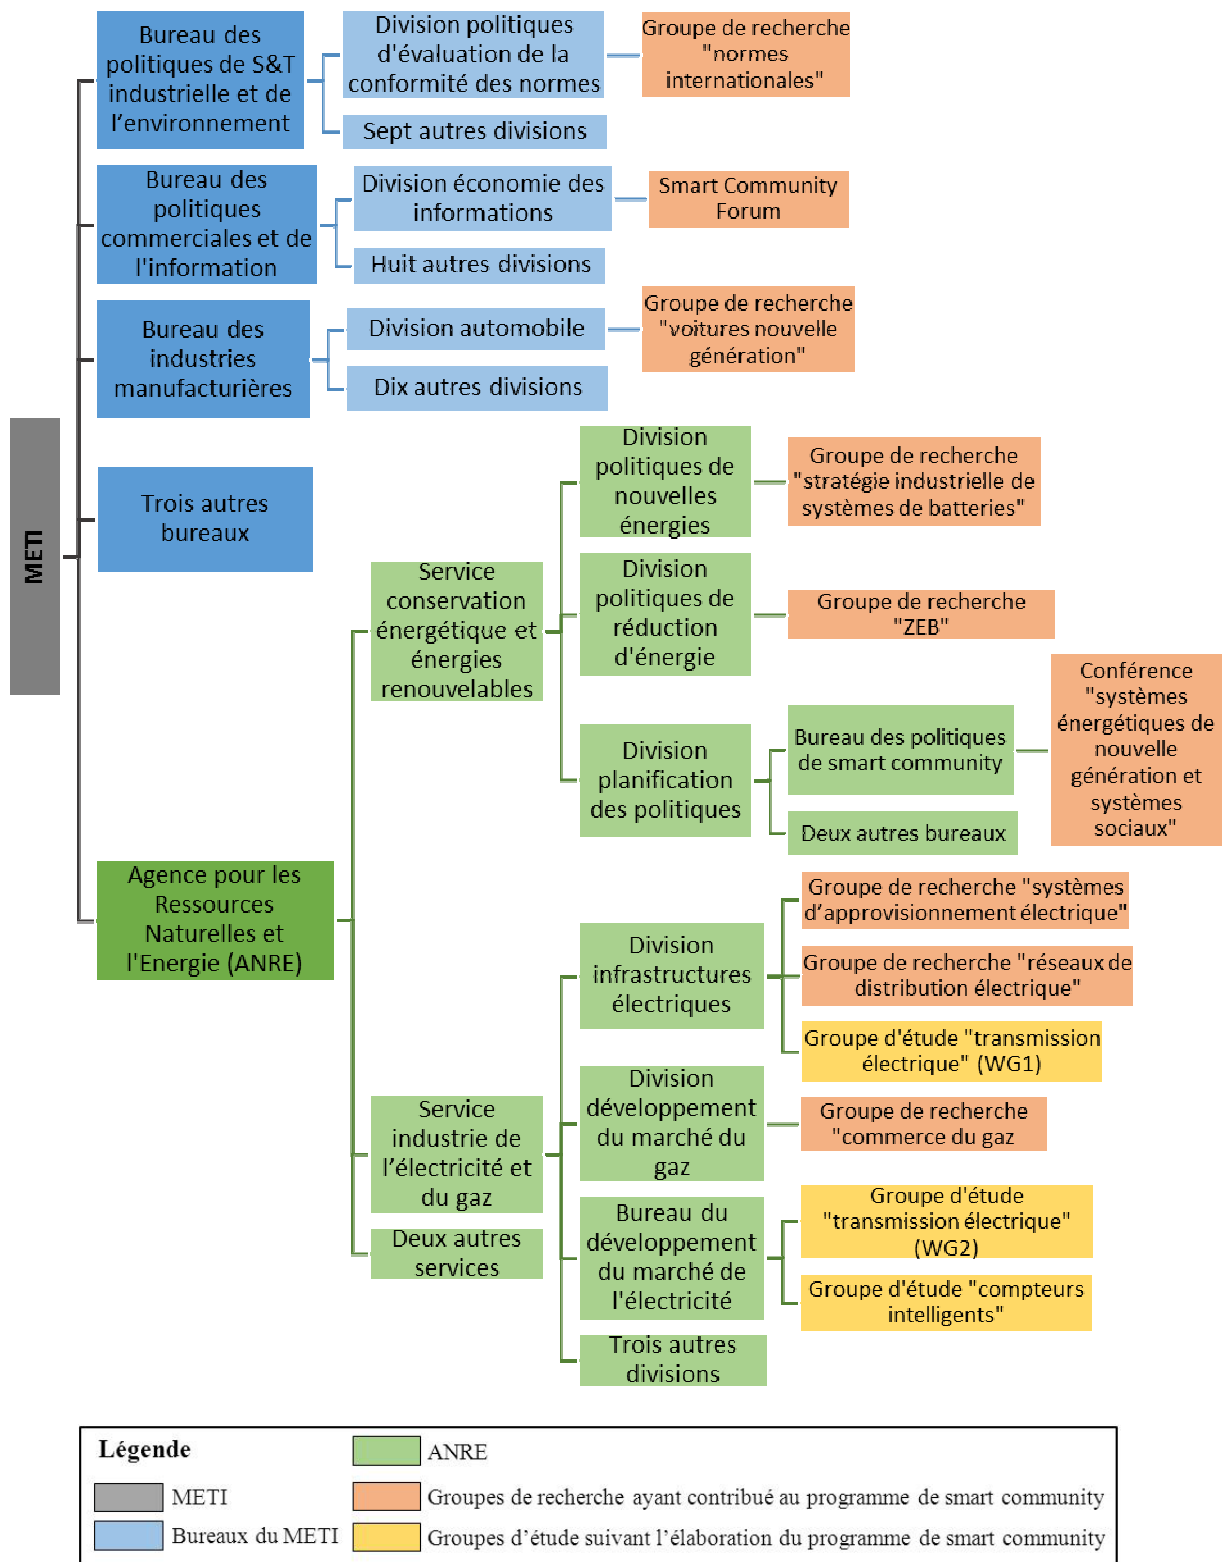 METI
Bureau des
politiques de S&T
industrielle et de
l’environnement
Division politiques
d'évaluation de la
conformité des normes
Groupe de recherche
"normes
internationales"
Sept autres divisions
Bureau des
politiques
commerciales et de
l'information
Division économie des
informations
Smart Community
Forum
Huit autres divisions
Bureau des
industries
manufacturières
Division automobile
Groupe de recherche
"voitures nouvelle
génération"
Dix autres divisions
Trois autres
bureaux
Agence pour les
Ressources
Naturelles et
l'Energie (ANRE)
Service
conservation
énergétique et
énergies
renouvelables
Division
politiques de
nouvelles
énergies
Groupe de recherche
"stratégie industrielle de
systèmes de batteries"
Division
politiques de
réduction
d'énergie
Groupe de recherche
"ZEB"
Division
planification
des politiques
Bureau des politiques
de smart community
Conférence
"systèmes
énergétiques de
nouvelle
génération et
systèmes
sociaux"
Deux autres bureaux
Service
industrie de
l’électricité et
du gaz
Division
infrastructures
électriques
Groupe de recherche "systèmes
d’approvisionnement électrique"
Groupe de recherche "réseaux de
distribution électrique"
Groupe d'étude "transmission
électrique" (WG1)
Division
développement
du marché du
gaz
Groupe de recherche
"commerce du gaz
Bureau du
développement
du marché de
l'électricité
Groupe d'étude
"transmission électrique"
(WG2)
Groupe d'étude "compteurs
intelligents"
Trois autres
divisions
Deux autres
services
Légende
METI
Bureaux du METI
ANRE
Groupes de recherche ayant contribué au programme de smart community
Groupes d’étude suivant l’élaboration du programme de smart community